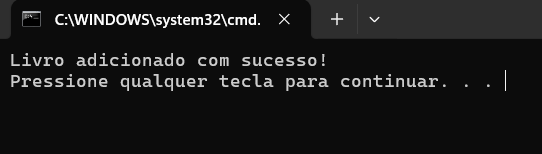 C:\WINDOWS\system32\cmd.
Livro adicionado com sucesso!
Pressione qualquer tecla para continuar. . .